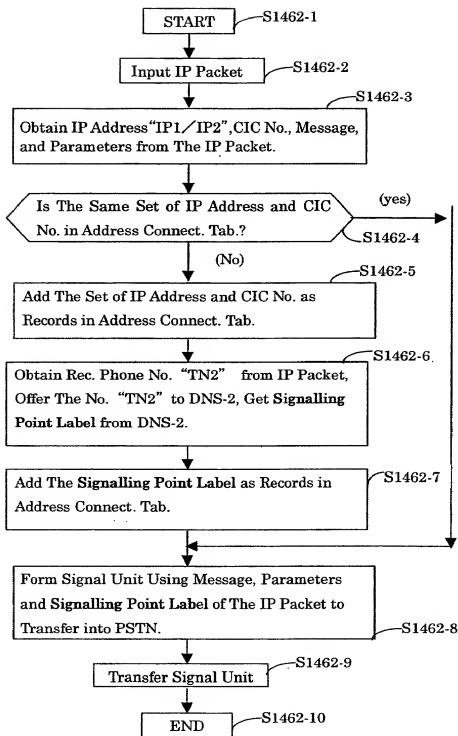 START
S1462-1
Input IP Packet
S1462-2
S1462-3
Obtain IP Address“IP1／IP2”,CIC No., Message,
and Parameters from The IP Packet.
Is The Same Set of IP Address and CIC
No. in Address Connect. Tab.?
(yes)
S1462-4
(No)
S1462-5
Add The Set of IP Address and CIC No. as
Records in Address Connect. Tab.
S1462-6
Obtain Rec. Phone No. “TN2” from IP Packet,
Offer The No. “TN2” to DNS-2, Get Signalling
Point Label from DNS-2.
Add The Signalling Point Label as Records in
Address Connect. Tab.
S1462-7
Form Signal Unit Using Message, Parameters
and Signalling Point Label of The IP Packet to
Transfer into PSTN.
S1462-8
S1462-9
Transfer Signal Unit
END
S1462-10